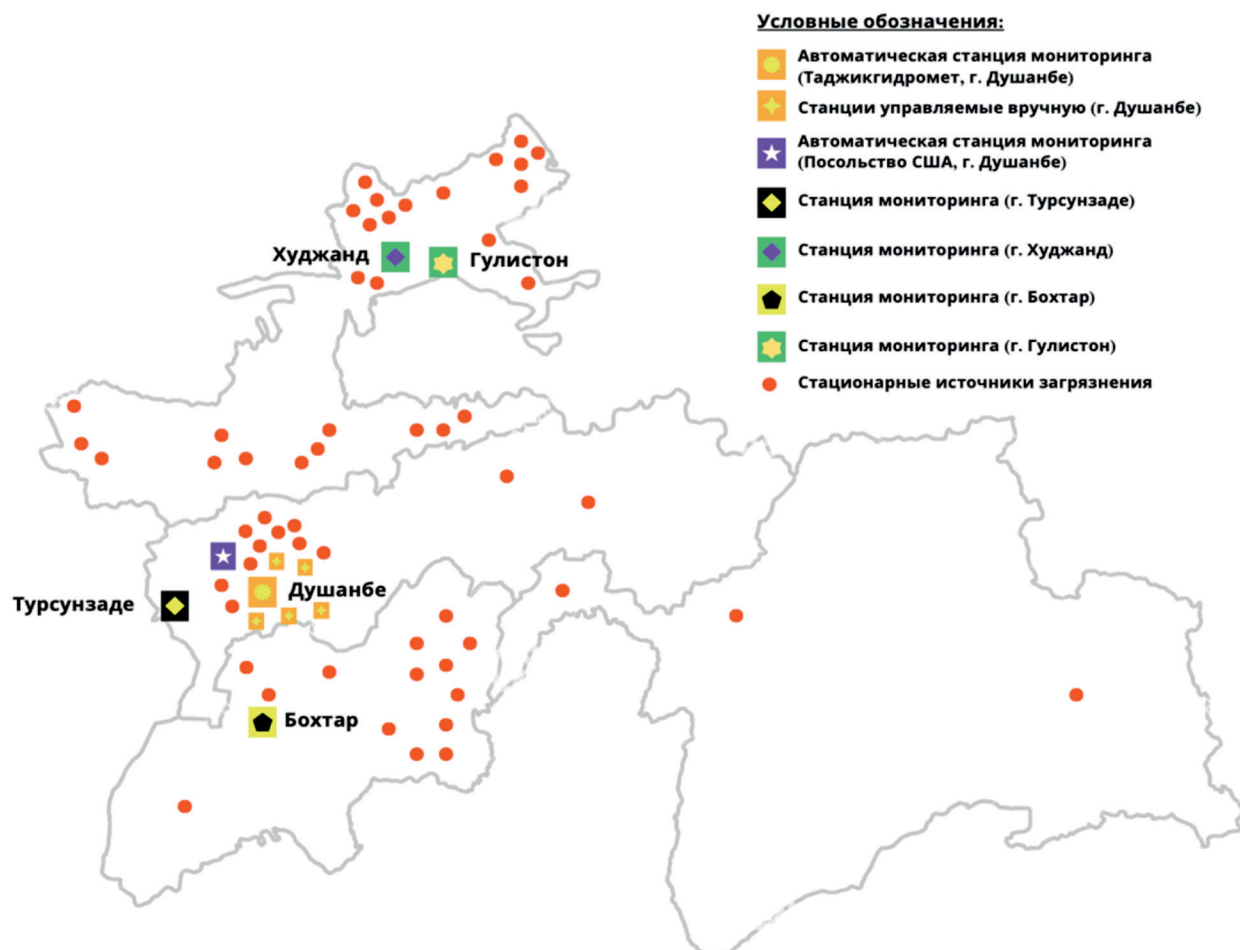 Условные обозначения:
Автоматическая станция мониторинга
(Таджикгидромет, г. Душанбе)
Станции управляемые вручную (г. Душанбе)
Автоматическая станция мониторинга
(Посольство США, г. Душанбе)
Станция мониторинга (г. Турсунзаде)
Станция мониторинга (г. Худжанд)
Станция мониторинга (г. Бохтар)
Станция мониторинга (г. Гулистон)
Стационарные источники загрязнения
Худжанд
Гулистон
Душанбе
Турсунзаде
Бохтар